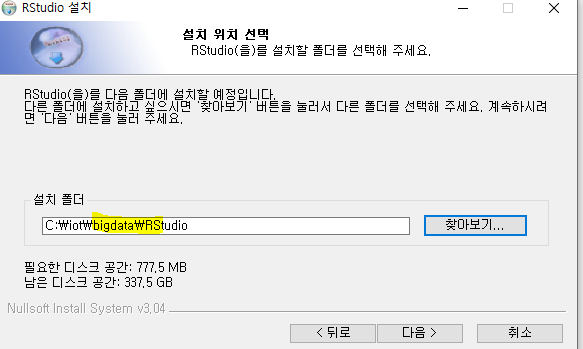 RStudio 설치
설치 위치 선택
RStudio(을)를 설치할 폴더를 선택해 주세요.
RStudio(을)를 다음 폴더에 설치할 예정입니다.
다른 폴더에 설치하고 싶으시면 '찾아보기' 버튼을 눌러서 다른 폴더를 선택해 주세요. 계속하시려
면 '다음' 버튼을 눌러 주세요.
설치 폴더
C:₩iot₩bigdata₩RStudio
찾아보기...
필요한 디스크 공간: 777.5 MB
남은 디스크 공간: 337.5 GB
Nullsoft Install System v3.04
< 뒤로
다음 >
취소